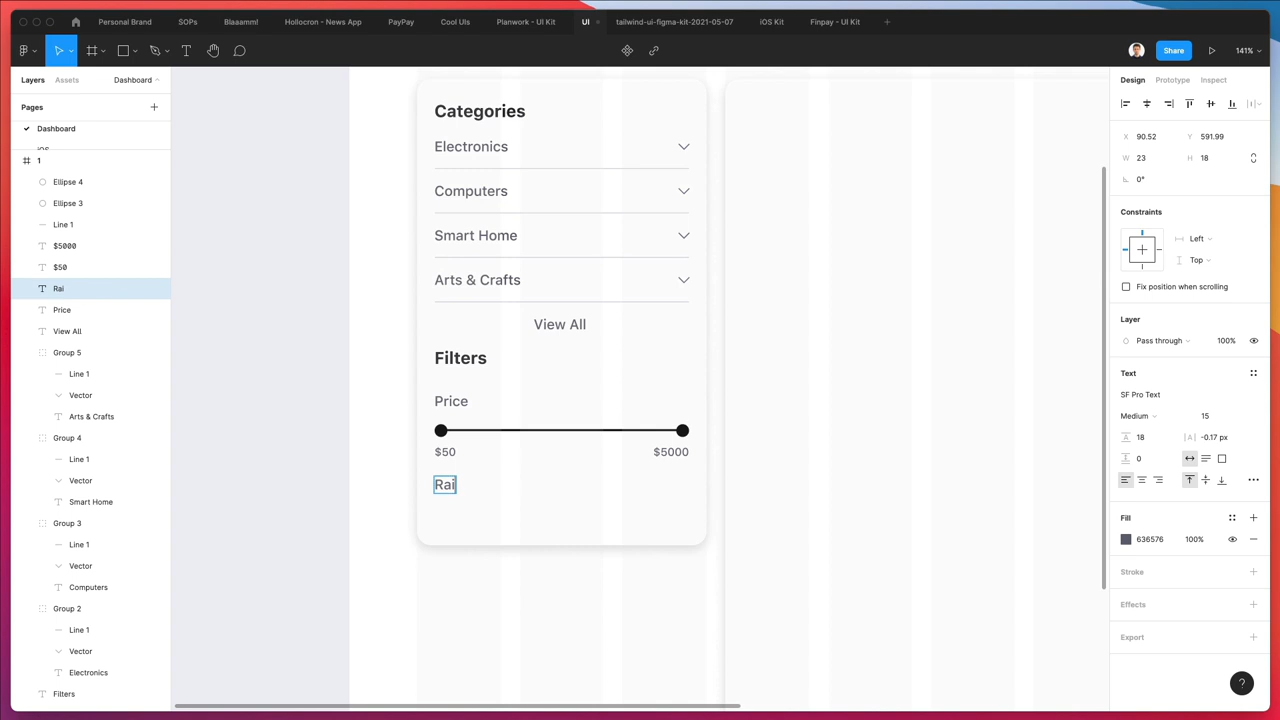 Personal Brand
SOPs
Blaaamm!
Hollocron - News App
PayPay
Cool UIs
Planwork - UI Kit
UI
tailwind-ui-figma-kit-2021-05-07
iOS Kit
Finpay - UI Kit
Share
141%
Layers
Assets
Dashboard
Pages
Dashboard
iOS
1
Ellipse 4
Ellipse 3
Line 1
$5000
$50
Rai
Price
View All
Group 5
Line 1
Vector
Arts & Crafts
Group 4
Line 1
Vector
Smart Home
Group 3
Line 1
Vector
Computers
Group 2
Line 1
Vector
Electronics
Filters
Categories
Electronics
Computers
Smart Home
Arts & Crafts
View All
Filters
Price
$50
$5000
Rai
Design
Prototype
Inspect
X 90.52
Y 591.99
W 23
H 18
0°
Constraints
Left
Top
Fix position when scrolling
Layer
Pass through
100%
Text
SF Pro Text
Medium
15
18
-0.17 px
0
Fill
636576
100%
Stroke
Effects
Export
?